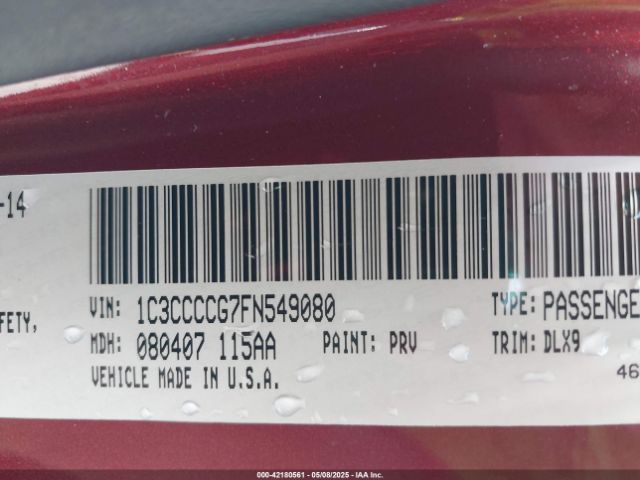 -14
FETY,
VIN: 1C3CCCCG7FN549080 TYPE: PASSENGE
MDH: 080407 115AA PAINT: PRV TRIM: DLX9
VEHICLE MADE IN U.S.A.
46
000-42180561 - 05/08/2025 - IAA Inc.